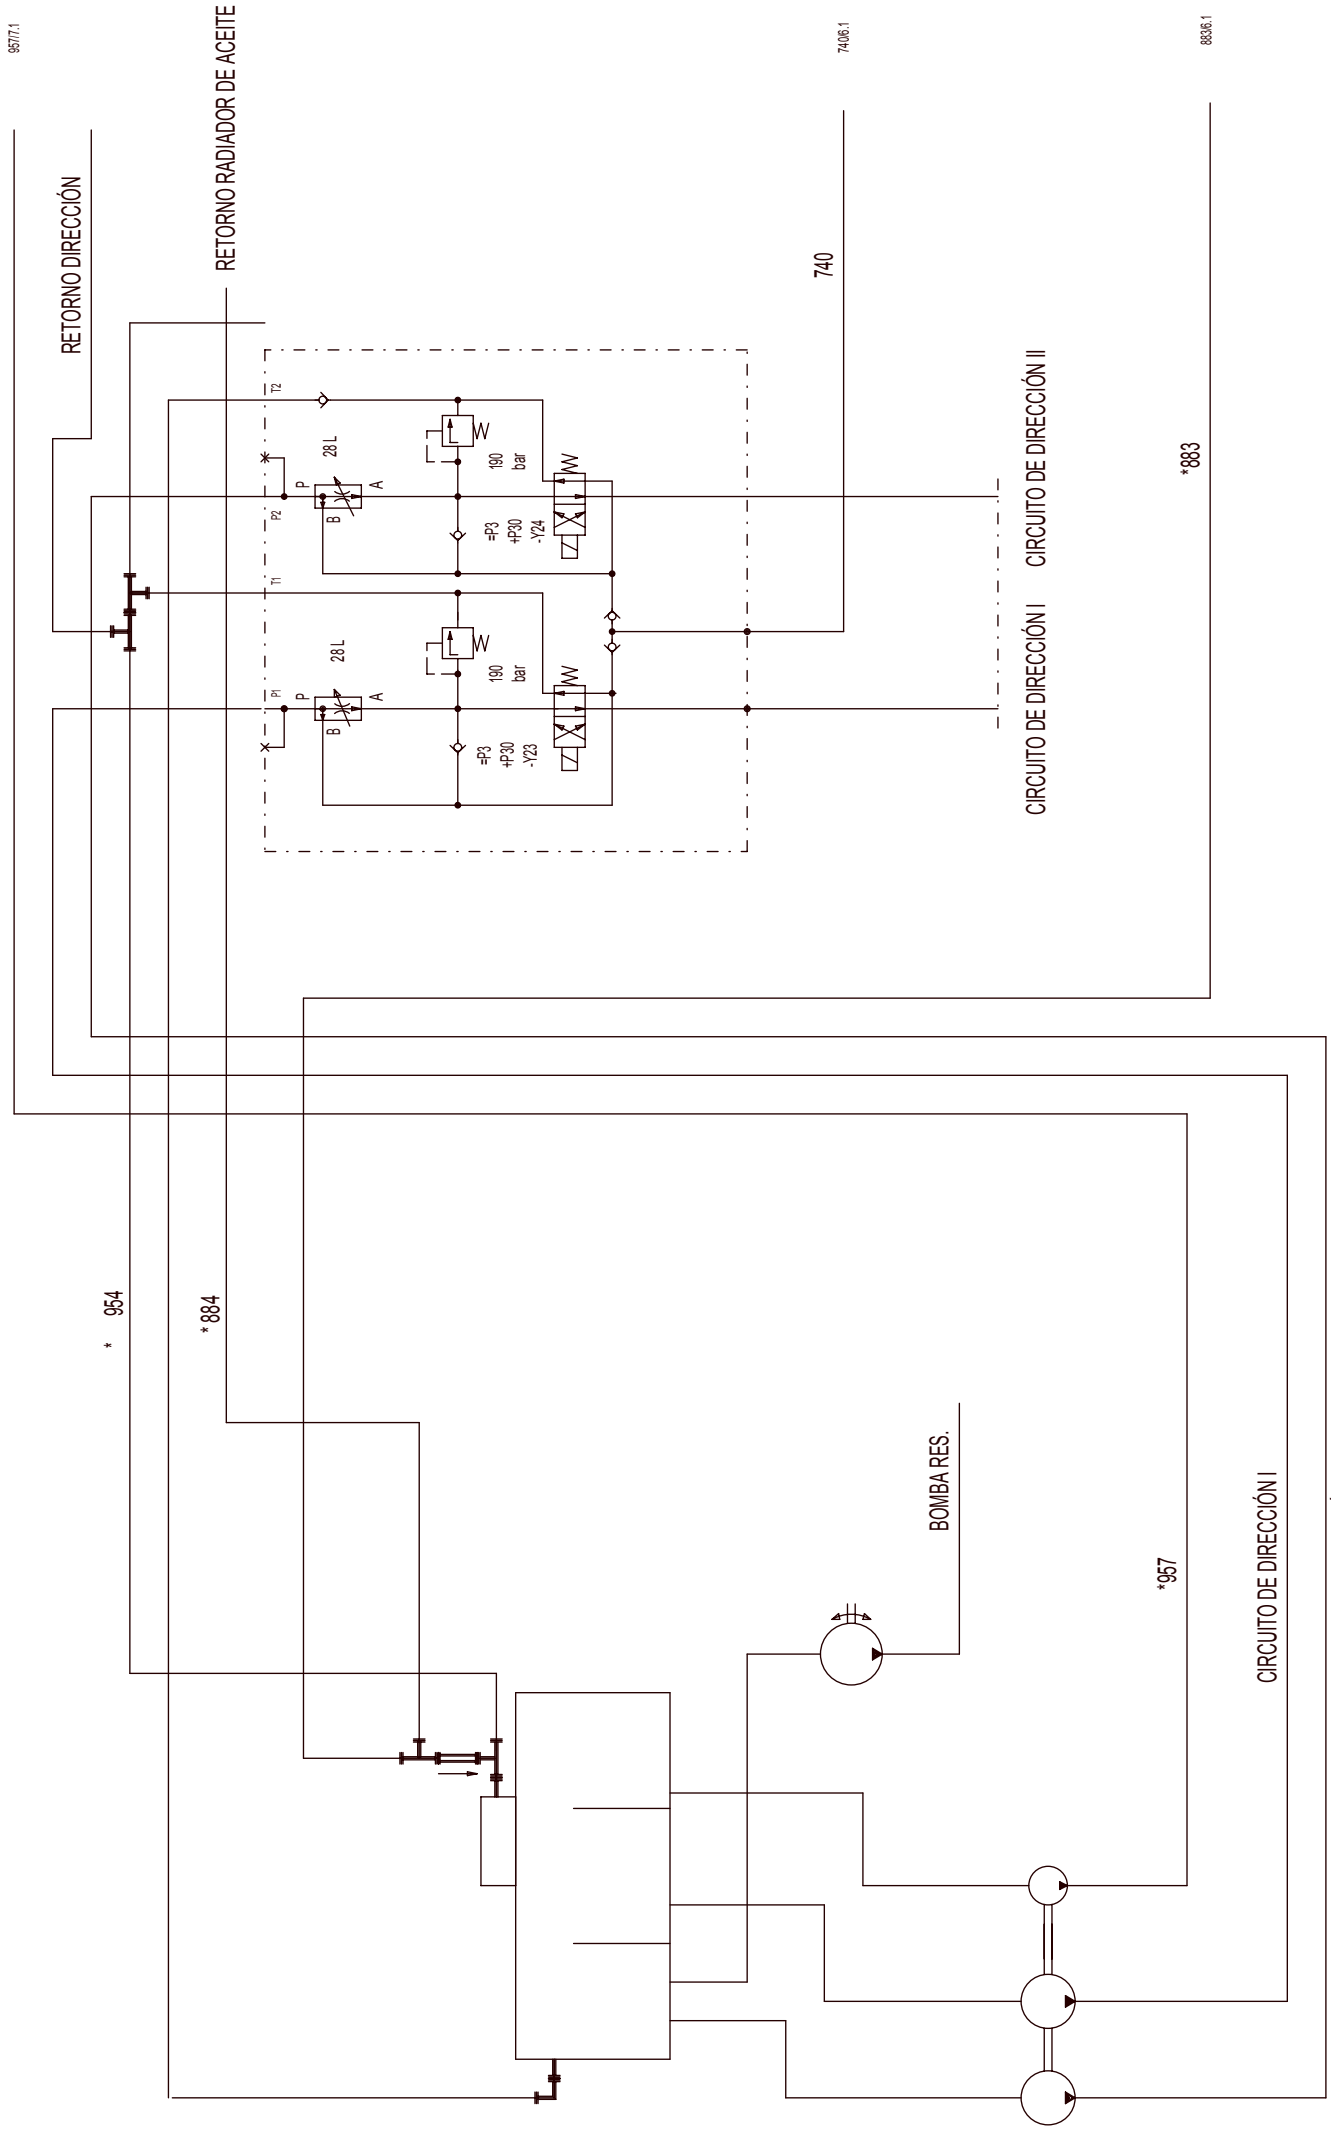 957/7.1
RETORNO DIRECCIÓN
RETORNO RADIADOR DE ACEITE
740/6.1
883/6.1
740
*883
T2
P
28 L
A
B
P2
190
bar
=P3
+P30
-Y24
T1
P
28 L
A
B
P1
190
bar
=P3
+P30
-Y23
CIRCUITO DE DIRECCIÓN I
CIRCUITO DE DIRECCIÓN II
* 954
* 884
BOMBA RES.
*957
CIRCUITO DE DIRECCIÓN I